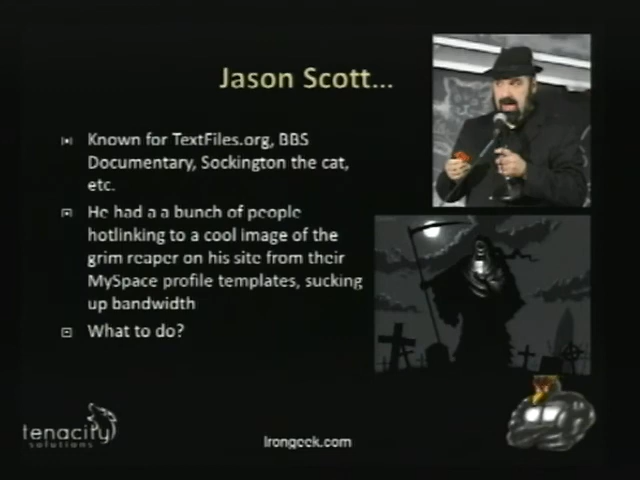 Jason Scott...
Known for TextFiles.org, BBS
Documentary, Sockington the cat,
etc.
He had a a bunch of people
hotlinking to a cool image of the
grim reaper on his site from their
MySpace profile templates, sucking
up bandwidth
What to do?
tenacity
solutions
Irongeek.com